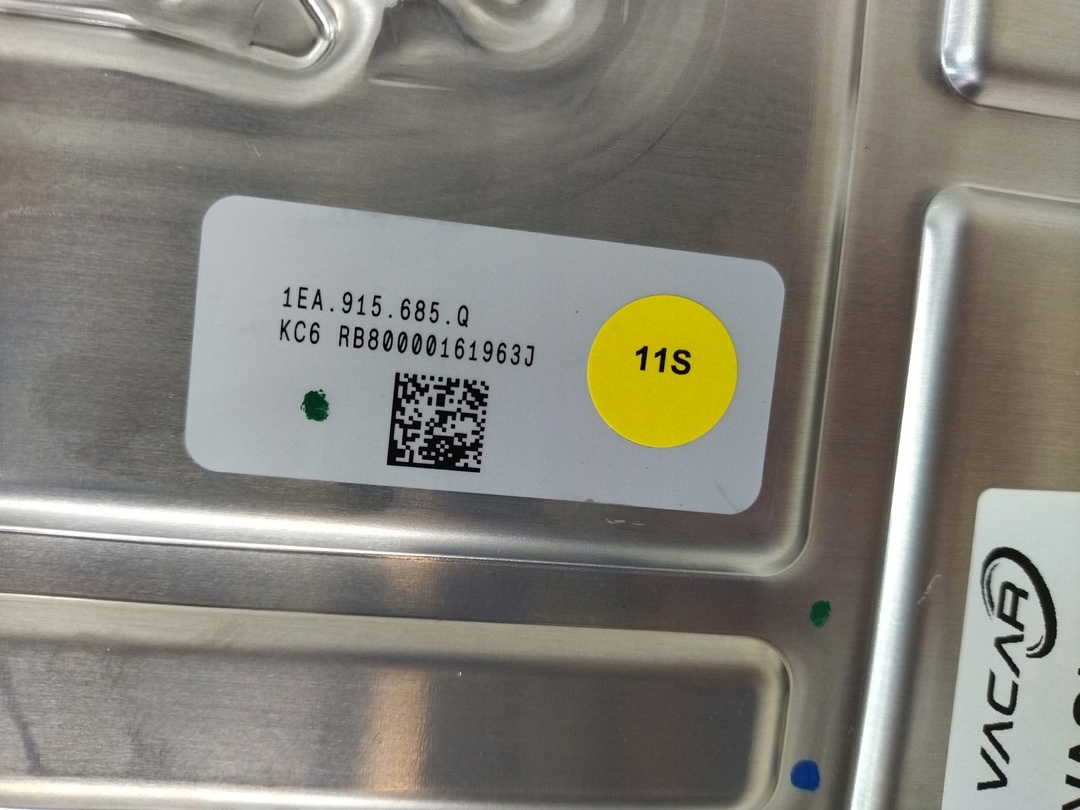 1EA.915.685.Q
KC6 RB80000161963J
11S
VACAR